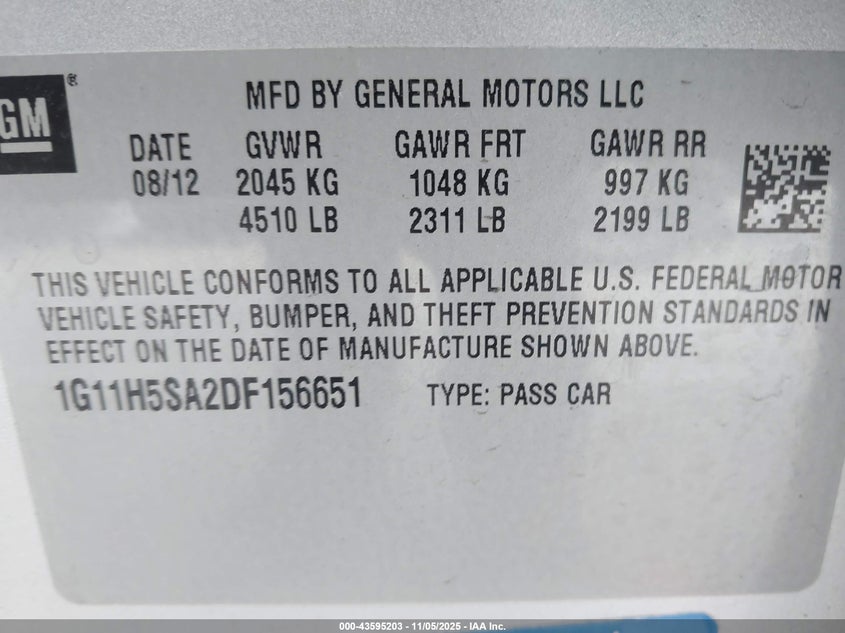 GM®
MFD BY GENERAL MOTORS LLC
DATE GVWR GAWR FRT GAWR RR
08/12 2045 KG 1048 KG 997 KG
4510 LB 2311 LB 2199 LB
THIS VEHICLE CONFORMS TO ALL APPLICABLE U.S. FEDERAL MOTOR
VEHICLE SAFETY, BUMPER, AND THEFT PREVENTION STANDARDS IN
EFFECT ON THE DATE OF MANUFACTURE SHOWN ABOVE.
1G11H5SA2DF156651 TYPE: PASS CAR
000-43595203 - 11/05/2025 - IAA Inc.